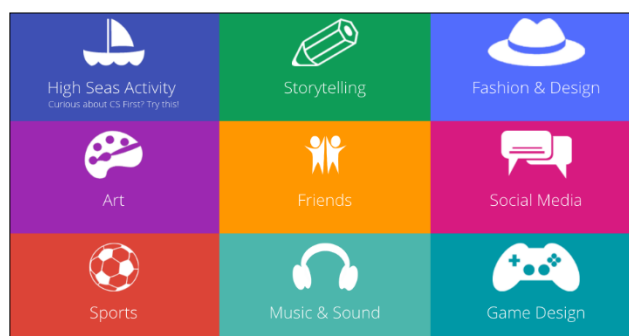 High Seas Activity
Curious about CS First? Try this!
Storytelling
Fashion & Design
Art
Friends
Social Media
Sports
Music & Sound
Game Design